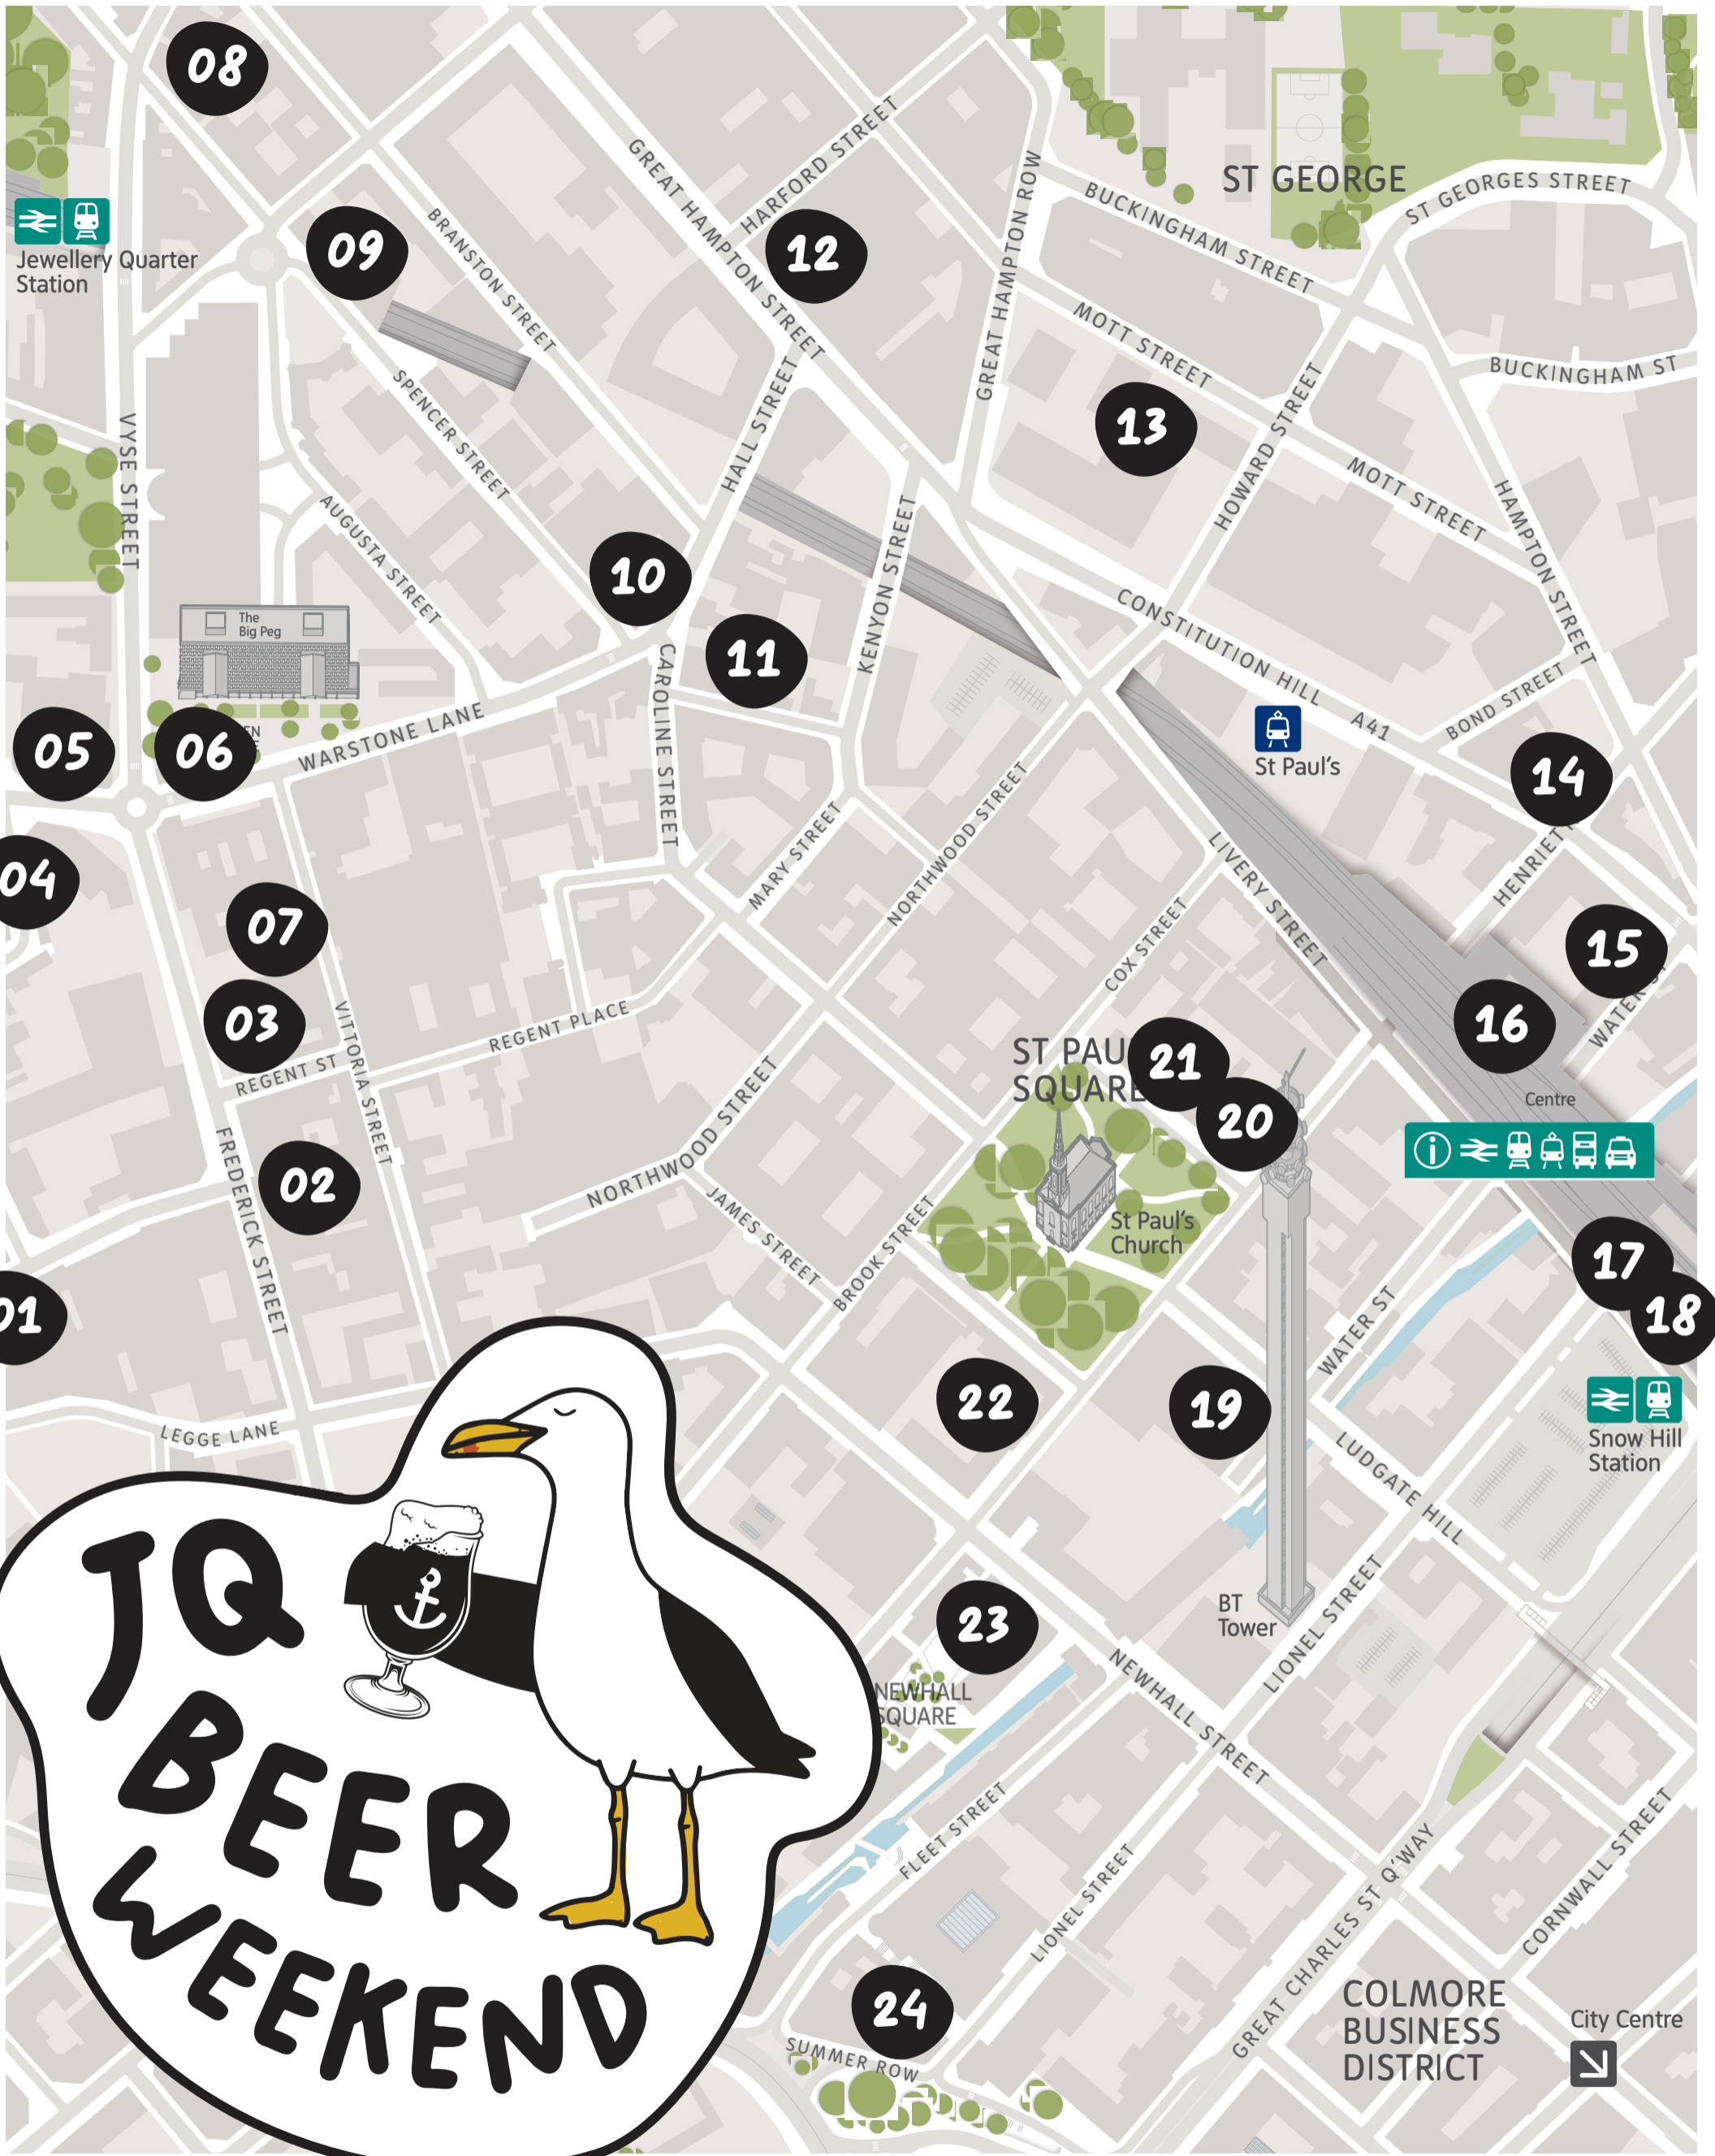 08
GREAT HAMPTON STREET
HARFORD STREET
GREAT HAMPTON ROW
ST GEORGE
ST GEORGES STREET
BUCKINGHAM STREET
Jewellery Quarter
Station
09
BRANSTON STREET
12
MOTT STREET
BUCKINGHAM ST
VYSE STREET
SPENCER STREET
HALL STREET
13
HOWARD STREET
MOTT STREET
HAMPTON STREET
AUGUSTA STREET
KENYON STREET
10
CONSTITUTION HILL A41
The
Big Peg
11
CAROLINE STREET
BOND STREET
05
06
WARSTONE LANE
St Paul's
14
04
MARY STREET
NORTHWOOD STREET
LIVERY STREET
07
COX STREET
15
03
VITTORIA STREET
REGENT ST
REGENT PLACE
16
WATER
Centre
ST PAU
SQUARE
21
20
FREDERICK STREET
02
NORTHWOOD STREET
JAMES STREET
BROOK STREET
St Paul's
Church
17
18
01
WATER ST
22
19
Snow Hill
Station
LEGGE LANE
LUDGATE HILL
JQ
BEER
WEEKEND
23
BT
Tower
LIONEL STREET
NEWHALL
SQUARE
NEWHALL STREET
FLEET STREET
LIONEL STREET
GREAT CHARLES ST Q'WAY
CORNWALL STREET
24
SUMMER ROW
COLMORE
BUSINESS
DISTRICT
City Centre